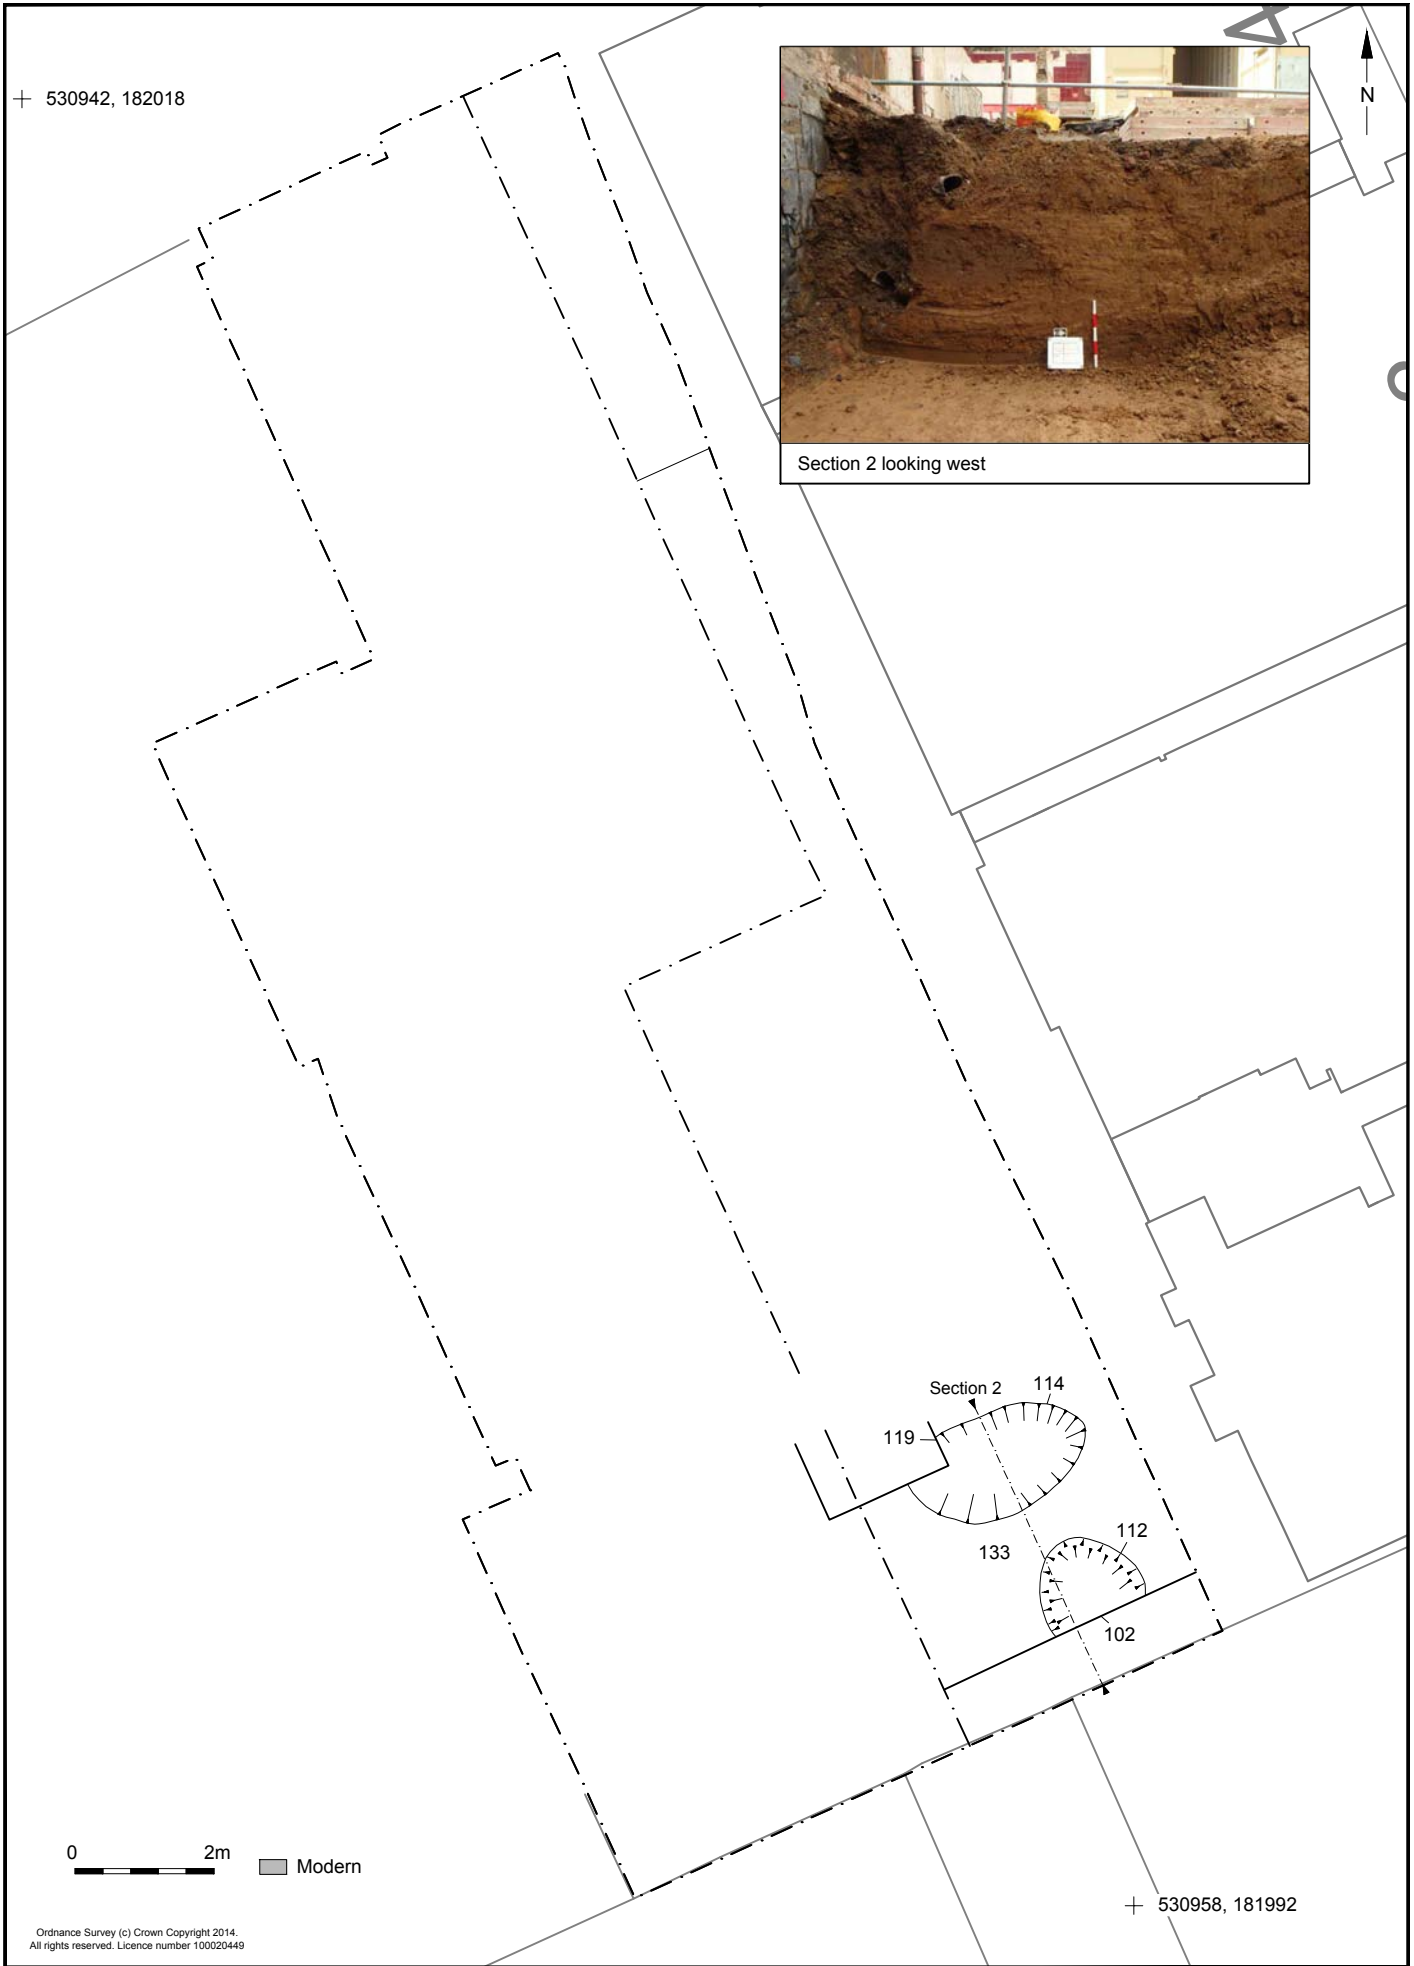 530942, 182018
N
Section 2 looking west
Section 2
114
119
133
112
102
0 2m
Modern
530958, 181992
Ordnance Survey (c) Crown Copyright 2014.
All rights reserved. Licence number 100020449